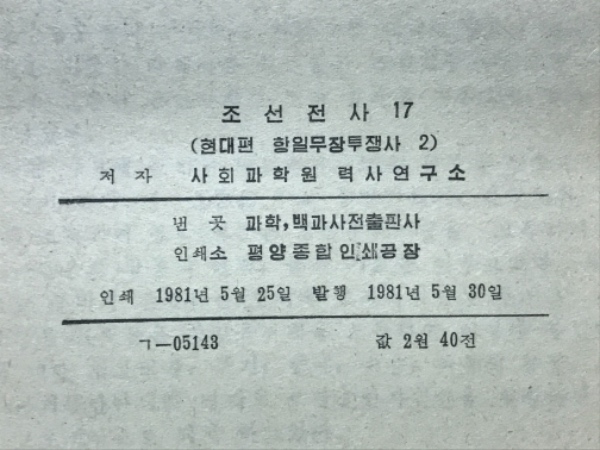 조선전사 17
(현대편 항일무장투쟁사 2)
저자 사회과학원 력사연구소
낸곳 과학,백과사전출판사
인쇄소 평양종합인쇄공장
인쇄 1981년 5월 25일 발행 1981년 5월 30일
ㄱ—05143 값 2원 40전